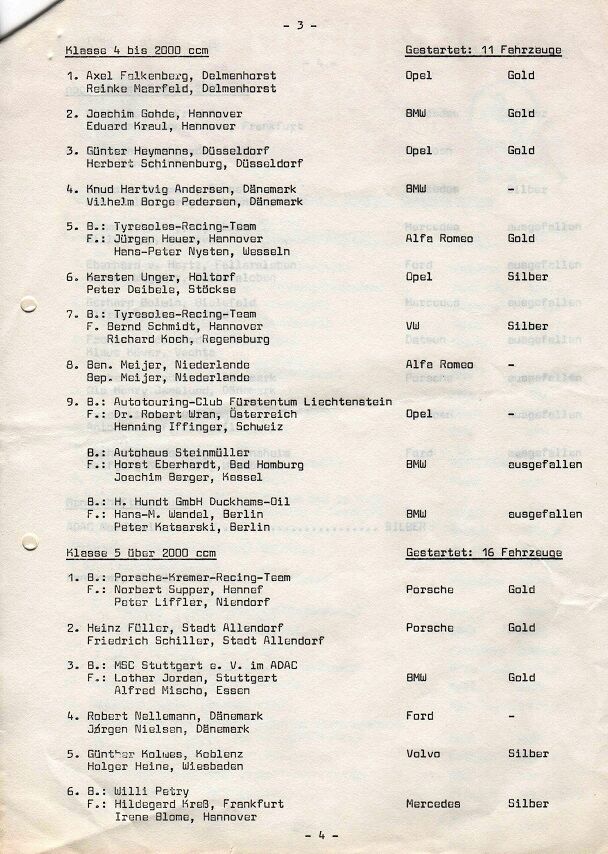 - 3 -
Klasse 4 bis 2000 ccm Gestartet: 11 Fahrzeuge
1. Axel Falkenberg, Delmenhorst Opel Gold
Reinke Maarfeld, Delmenhorst
2. Joachim Gohde, Hannover BMW Gold
Eduard Kraul, Hannover
3. Günter Heymanns, Düsseldorf Opel Gold
Herbert Schinnenburg, Düsseldorf
4. Knud Hartvig Andersen, Dänemark BMW -
Vilhelm Borge Pedersen, Dänemark
5. B.: Tyresoles-Racing-Team
F.: Jürgen Heuer, Hannover Alfa Romeo Gold
Hans-Peter Nysten, Wesseln
6. Karsten Unger, Holtorf Opel Silber
Peter Deibele, Stöckse
7. B.: Tyresoles-Racing-Team
F. Bernd Schmidt, Hannover VW Silber
Richard Koch, Regensburg
8. Ben. Meijer, Niederlande Alfa Romeo -
Bep. Meijer, Niederlande
9. B.: Autotouring-Club Fürstentum Liechtenstein
F.: Dr. Robert Wran, Österreich Opel -
Henning Iffinger, Schweiz
B.: Autohaus Steinmüller
F.: Horst Eberhardt, Bad Homburg BMW ausgefallen
Joachim Berger, Kassel
B.: H. Hundt GmbH Duckhams-Oil
F.: Hans-M. Wandel, Berlin BMW ausgefallen
Peter Katsarski, Berlin
Klasse 5 über 2000 ccm Gestartet: 16 Fahrzeuge
1. B.: Porsche-Kremer-Racing-Team
F.: Norbert Supper, Hennef Porsche Gold
Peter Liffler, Niendorf
2. Heinz Füller, Stadt Allendorf Porsche Gold
Friedrich Schiller, Stadt Allendorf
3. B.: MSC Stuttgart e. V. im ADAC
F.: Lothar Jordan, Stuttgart BMW Gold
Alfred Mischo, Essen
4. Robert Nellemann, Dänemark Ford -
Jørgen Nielsen, Dänemark
5. Günther Kolwes, Koblenz Volvo Silber
Holger Heine, Wiesbaden
6. B.: Willi Petry
F.: Hildegard Kreß, Frankfurt Mercedes Silber
Irene Blome, Hannover
- 4 -